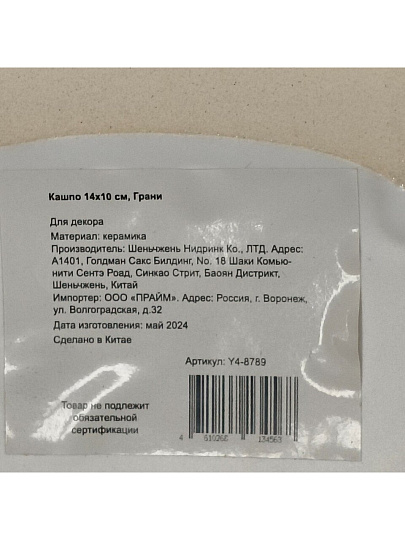 Кашпо 14х10 см, Грани
Для декора
Материал: керамика
Производитель: Шеньчжень Нидринк Ко., ЛТД. Адрес:
А1401, Голдман Сакс Билдинг, No. 18 Шаки Комью-
нити Сентэ Роад, Синкао Стрит, Баоян Дистрикт,
Шеньчжень, Китай
Импортер: ООО «ПРАЙМ». Адрес: Россия, г. Воронеж,
ул. Волгоградская, д.32
Дата изготовления: май 2024
Сделано в Китае
Артикул: Y4-8789
Товар не подлежит
обязательной
сертификации
4